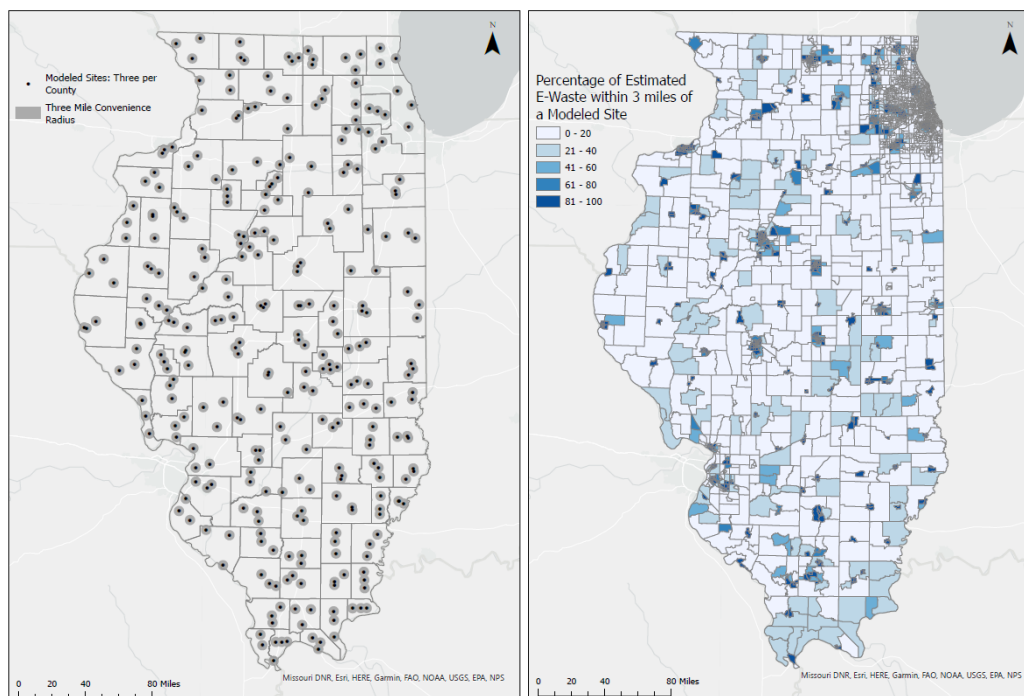 N
Modeled Sites: Three per
County
Three Mile Convenience
Radius
Missouri DNR, Esri, HERE, Garmin, FAO, NOAA, USGS, EPA, NPS
0 20 40 80 Miles
N
Percentage of Estimated
E-Waste within 3 miles of
a Modeled Site
0 - 20
21 - 40
41 - 60
61 - 80
81 - 100
Missouri DNR, Esri, HERE, Garmin, FAO, NOAA, USGS, EPA, NPS
0 20 40 80 Miles